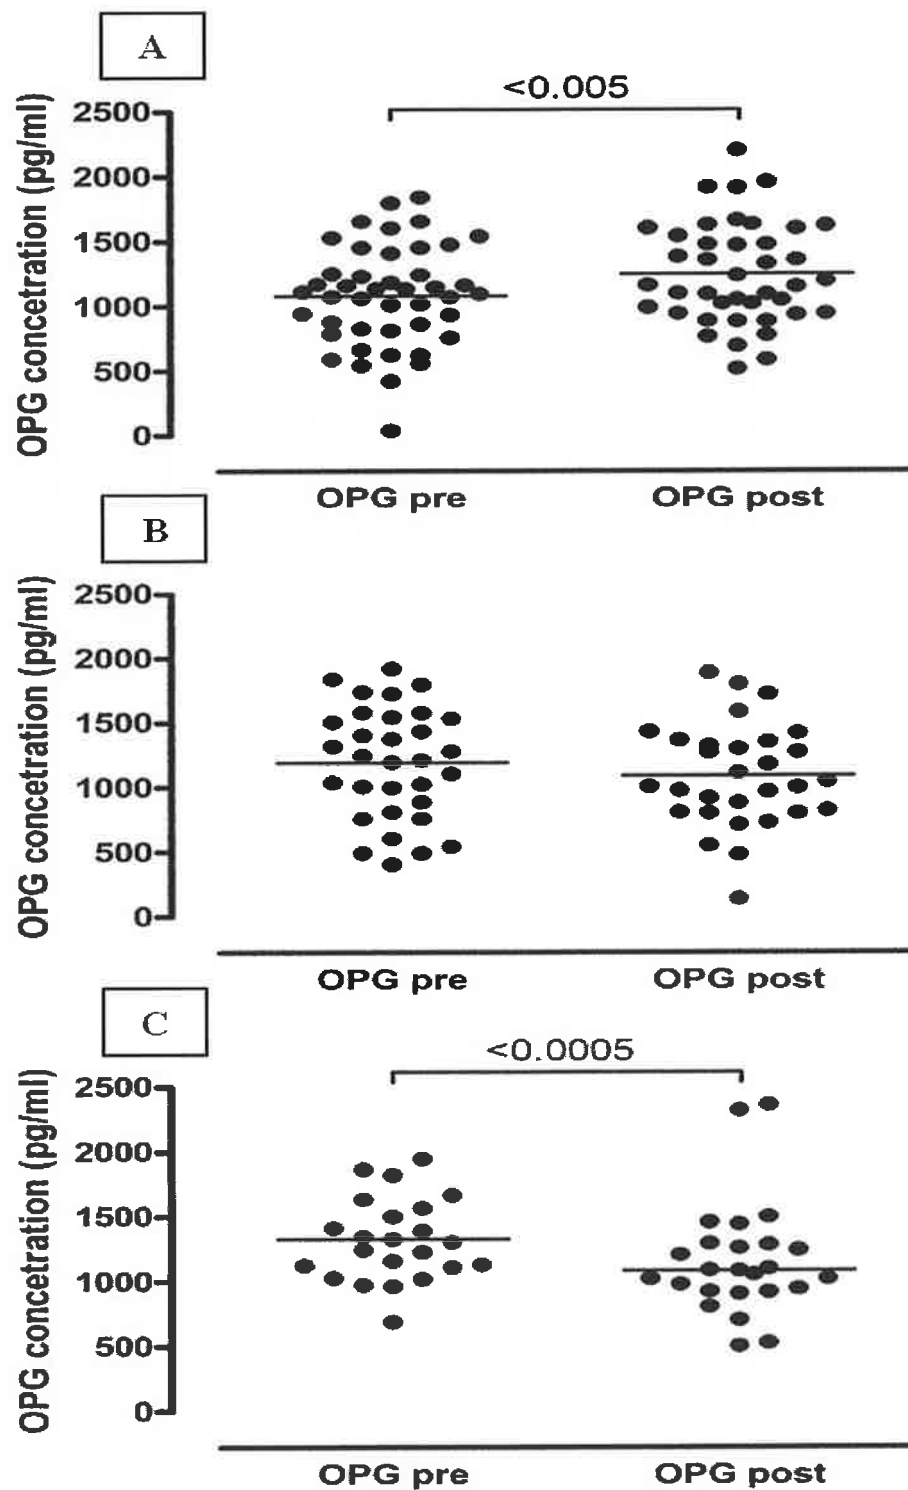 A
<0.005
OPG concetration (pg/ml)
2500
2000
1500
1000
500
0
OPG pre OPG post
B
OPG concetration (pg/ml)
2500
2000
1500
1000
500
0
OPG pre OPG post
C
<0.0005
OPG concetration (pg/ml)
2500
2000
1500
1000
500
0
OPG pre OPG post